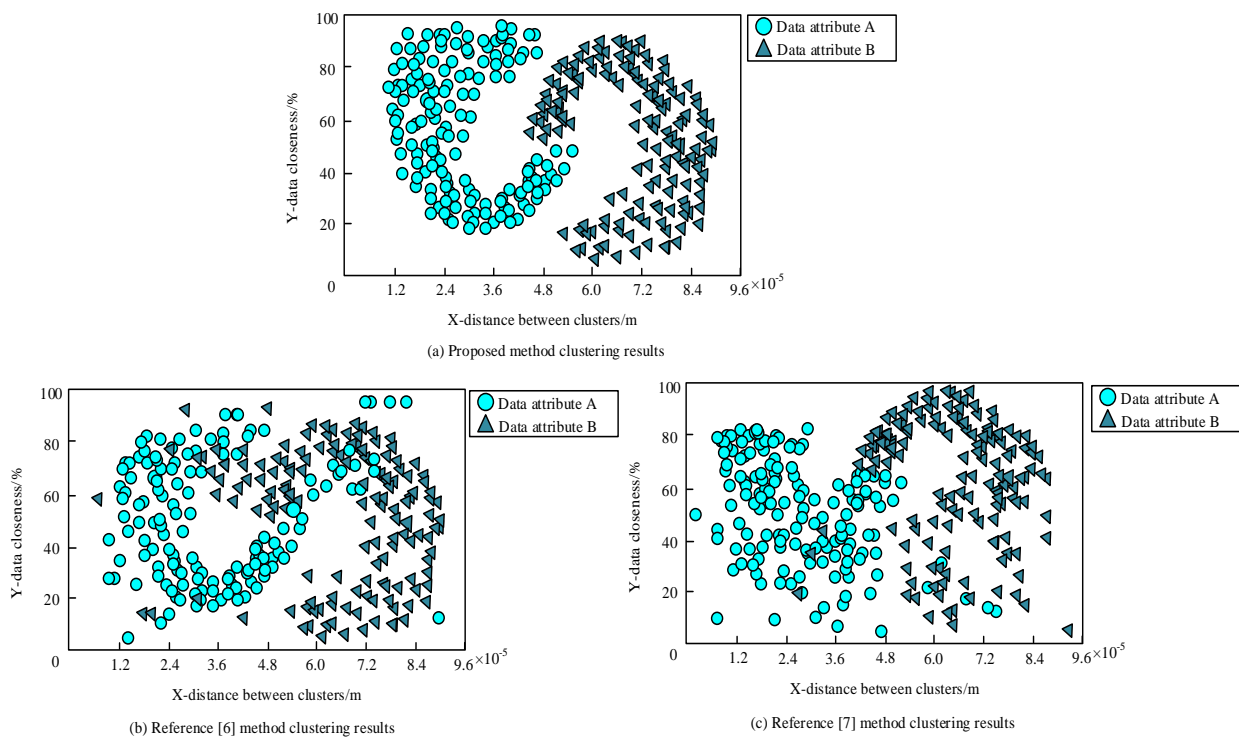 100
80
60
40
20
0
Y-data closeness/%
1.2 2.4 3.6 4.8 6.0 7.2 8.4 9.6×10-5
X-distance between clusters/m
Data attribute A
Data attribute B
(a) Proposed method clustering results
100
80
60
40
20
0
Y-data closeness/%
1.2 2.4 3.6 4.8 6.0 7.2 8.4 9.6×10-5
X-distance between clusters/m
Data attribute A
Data attribute B
(b) Reference [6] method clustering results
100
80
60
40
20
0
Y-data closeness/%
1.2 2.4 3.6 4.8 6.0 7.2 8.4 9.6×10-5
X-distance between clusters/m
Data attribute A
Data attribute B
(c) Reference [7] method clustering results